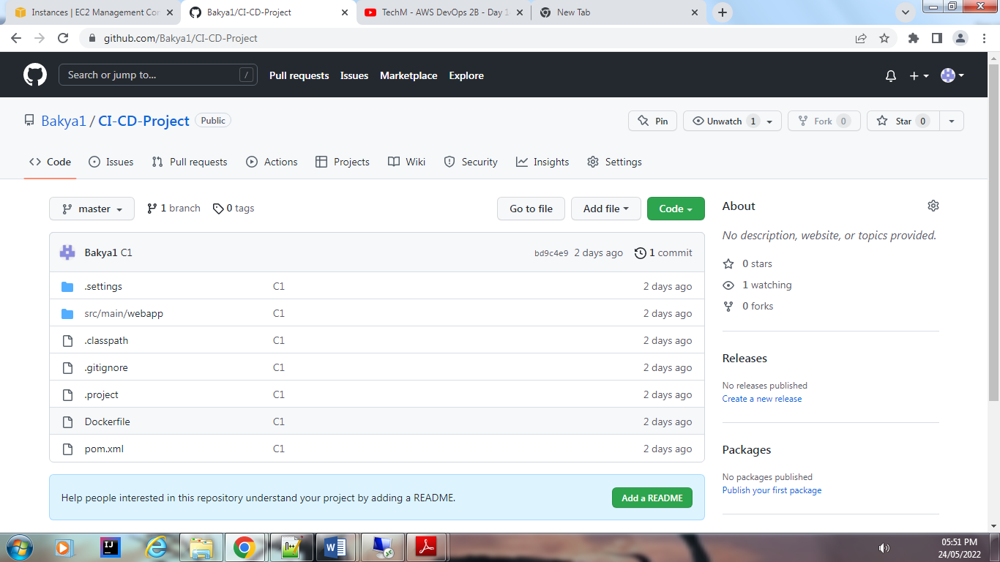 Instances | EC2 Management Con
Bakya1/CI-CD-Project
TechM - AWS DevOps 2B - Day 1
New Tab
github.com/Bakya1/CI-CD-Project
Search or jump to... /
Pull requests Issues Marketplace Explore
Bakya1 / CI-CD-Project Public
Pin Unwatch 1 Fork 0 Star 0
Code Issues Pull requests Actions Projects Wiki Security Insights Settings
master 1 branch 0 tags Go to file Add file Code
Bakya1 C1 bd9c4e9 2 days ago 1 commit
.settings C1 2 days ago
src/main/webapp C1 2 days ago
.classpath C1 2 days ago
.gitignore C1 2 days ago
.project C1 2 days ago
Dockerfile C1 2 days ago
pom.xml C1 2 days ago
Help people interested in this repository understand your project by adding a README. Add a README
About
No description, website, or topics provided.
0 stars
1 watching
0 forks
Releases
No releases published
Create a new release
Packages
No packages published
Publish your first package
05:51 PM
24/05/2022